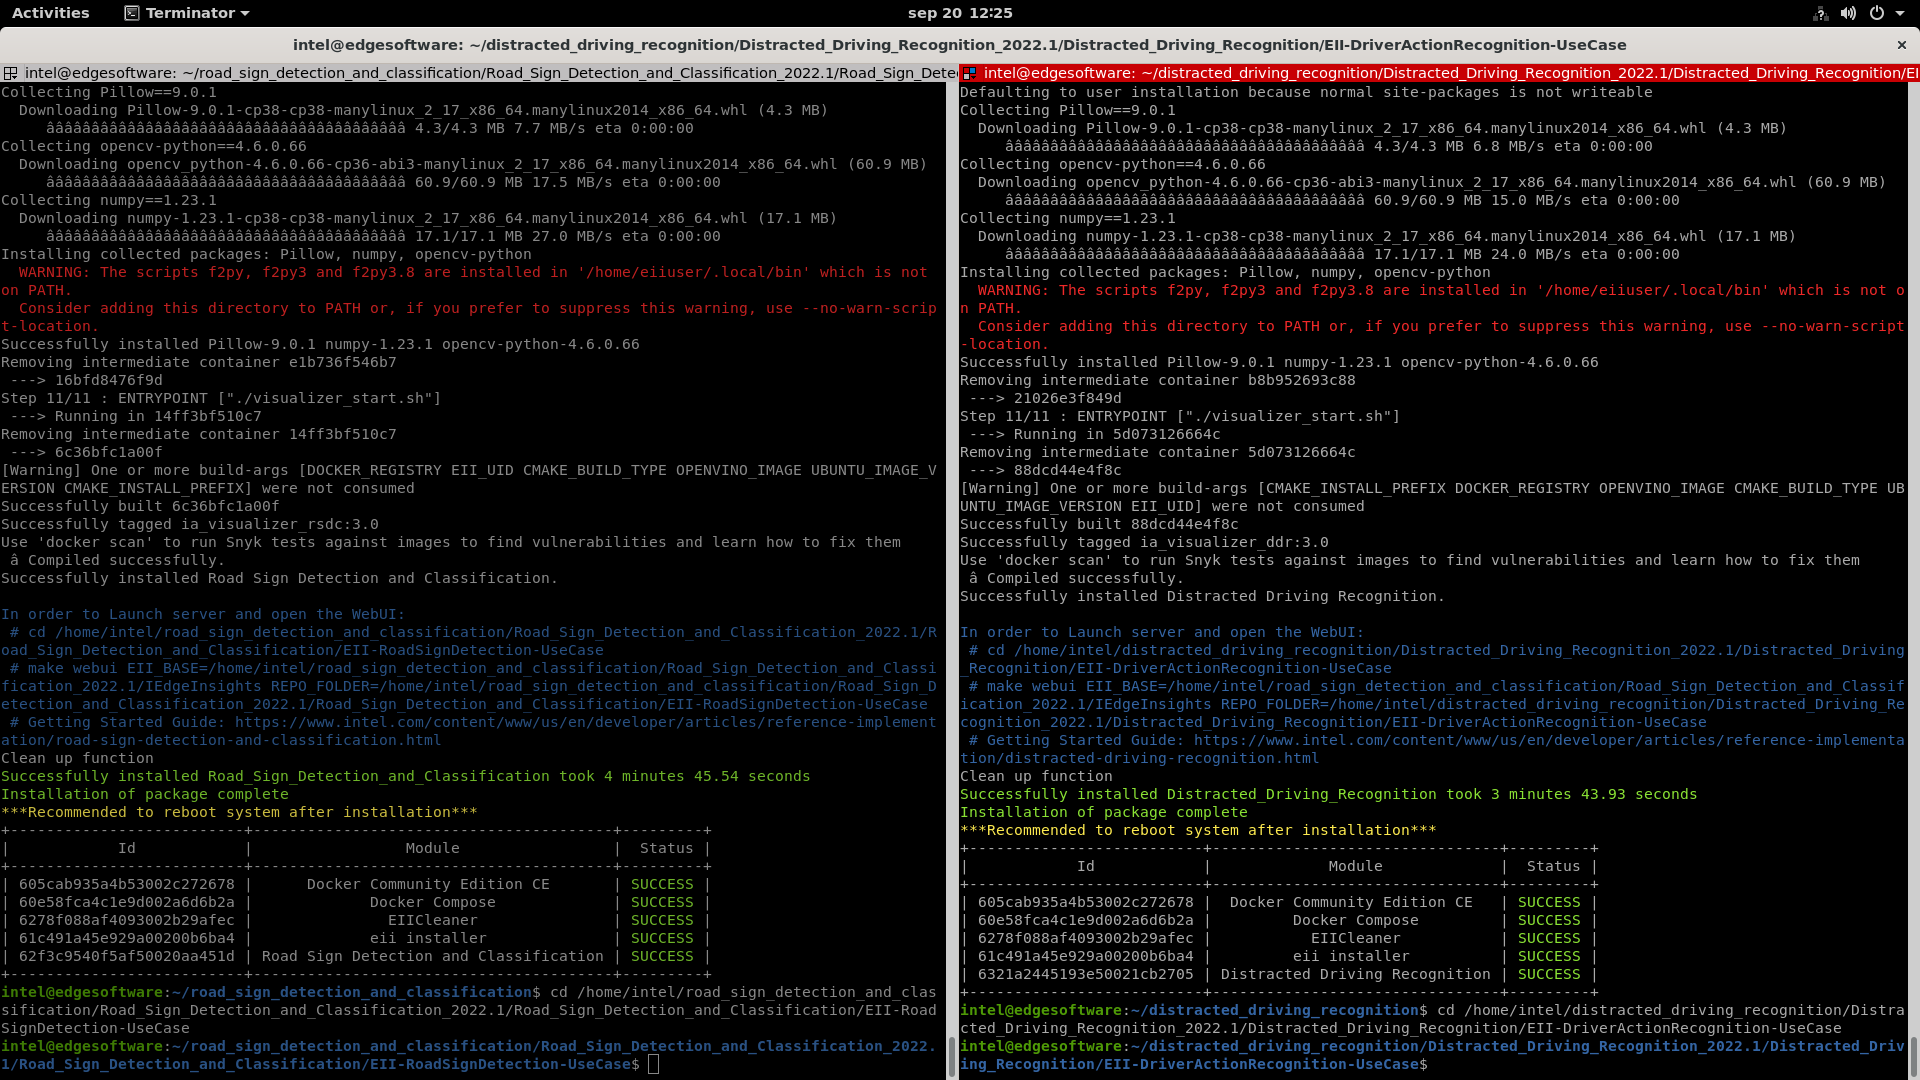 Activities
Terminator
sep 20 12:25
intel@edgesoftware: ~/distracted_driving_recognition/Distracted_Driving_Recognition_2022.1/Distracted_Driving_Recognition/EII-DriverActionRecognition-UseCase
intel@edgesoftware: ~/road_sign_detection_and_classification/Road_Sign_Detection_and_Classification_2022.1/Road_Sign_Dete
Collecting Pillow==9.0.1
  Downloading Pillow-9.0.1-cp38-cp38-manylinux_2_17_x86_64.manylinux2014_x86_64.whl (4.3 MB)
     ââââââââââââââââââââââââââââââââââââââââ 4.3/4.3 MB 7.7 MB/s eta 0:00:00
Collecting opencv-python==4.6.0.66
  Downloading opencv_python-4.6.0.66-cp36-abi3-manylinux_2_17_x86_64.manylinux2014_x86_64.whl (60.9 MB)
     ââââââââââââââââââââââââââââââââââââââââ 60.9/60.9 MB 17.5 MB/s eta 0:00:00
Collecting numpy==1.23.1
  Downloading numpy-1.23.1-cp38-cp38-manylinux_2_17_x86_64.manylinux2014_x86_64.whl (17.1 MB)
     ââââââââââââââââââââââââââââââââââââââââ 17.1/17.1 MB 27.0 MB/s eta 0:00:00
Installing collected packages: Pillow, numpy, opencv-python
  WARNING: The scripts f2py, f2py3 and f2py3.8 are installed in '/home/eiiuser/.local/bin' which is not
on PATH.
  Consider adding this directory to PATH or, if you prefer to suppress this warning, use --no-warn-scrip
t-location.
Successfully installed Pillow-9.0.1 numpy-1.23.1 opencv-python-4.6.0.66
Removing intermediate container e1b736f546b7
 ---> 16bfd8476f9d
Step 11/11 : ENTRYPOINT ["./visualizer_start.sh"]
 ---> Running in 14ff3bf510c7
Removing intermediate container 14ff3bf510c7
 ---> 6c36bfc1a00f
[Warning] One or more build-args [DOCKER_REGISTRY EII_UID CMAKE_BUILD_TYPE OPENVINO_IMAGE UBUNTU_IMAGE_V
ERSION CMAKE_INSTALL_PREFIX] were not consumed
Successfully built 6c36bfc1a00f
Successfully tagged ia_visualizer_rsdc:3.0
Use 'docker scan' to run Snyk tests against images to find vulnerabilities and learn how to fix them
 â Compiled successfully.
Successfully installed Road Sign Detection and Classification.
In order to Launch server and open the WebUI:
 # cd /home/intel/road_sign_detection_and_classification/Road_Sign_Detection_and_Classification_2022.1/R
oad_Sign_Detection_and_Classification/EII-RoadSignDetection-UseCase
 # make webui EII_BASE=/home/intel/road_sign_detection_and_classification/Road_Sign_Detection_and_Classi
fication_2022.1/IEdgeInsights REPO_FOLDER=/home/intel/road_sign_detection_and_classification/Road_Sign_D
etection_and_Classification_2022.1/Road_Sign_Detection_and_Classification/EII-RoadSignDetection-UseCase
 # Getting Started Guide: https://www.intel.com/content/www/us/en/developer/articles/reference-implement
ation/road-sign-detection-and-classification.html
Clean up function
Successfully installed Road_Sign_Detection_and_Classification took 4 minutes 45.54 seconds
Installation of package complete
***Recommended to reboot system after installation***
+--------------------------+----------------------------------------+---------+
| Id | Module | Status |
+--------------------------+----------------------------------------+---------+
| 605cab935a4b53002c272678 | Docker Community Edition CE | SUCCESS |
| 60e58fca4c1e9d002a6d6b2a | Docker Compose | SUCCESS |
| 6278f088af4093002b29afec | EIICleaner | SUCCESS |
| 61c491a45e929a00200b6ba4 | eii installer | SUCCESS |
| 62f3c9540f5af50020aa451d | Road Sign Detection and Classification | SUCCESS |
+--------------------------+----------------------------------------+---------+
intel@edgesoftware:~/road_sign_detection_and_classification$ cd /home/intel/road_sign_detection_and_clas
sification/Road_Sign_Detection_and_Classification_2022.1/Road_Sign_Detection_and_Classification/EII-Road
SignDetection-UseCase
intel@edgesoftware:~/road_sign_detection_and_classification/Road_Sign_Detection_and_Classification_2022.
1/Road_Sign_Detection_and_Classification/EII-RoadSignDetection-UseCase$
intel@edgesoftware: ~/distracted_driving_recognition/Distracted_Driving_Recognition_2022.1/Distracted_Driving_Recognition/EI
Defaulting to user installation because normal site-packages is not writeable
Collecting Pillow==9.0.1
  Downloading Pillow-9.0.1-cp38-cp38-manylinux_2_17_x86_64.manylinux2014_x86_64.whl (4.3 MB)
     ââââââââââââââââââââââââââââââââââââââââ 4.3/4.3 MB 6.8 MB/s eta 0:00:00
Collecting opencv-python==4.6.0.66
  Downloading opencv_python-4.6.0.66-cp36-abi3-manylinux_2_17_x86_64.manylinux2014_x86_64.whl (60.9 MB)
     ââââââââââââââââââââââââââââââââââââââââ 60.9/60.9 MB 15.0 MB/s eta 0:00:00
Collecting numpy==1.23.1
  Downloading numpy-1.23.1-cp38-cp38-manylinux_2_17_x86_64.manylinux2014_x86_64.whl (17.1 MB)
     ââââââââââââââââââââââââââââââââââââââââ 17.1/17.1 MB 24.0 MB/s eta 0:00:00
Installing collected packages: Pillow, numpy, opencv-python
  WARNING: The scripts f2py, f2py3 and f2py3.8 are installed in '/home/eiiuser/.local/bin' which is not o
n PATH.
  Consider adding this directory to PATH or, if you prefer to suppress this warning, use --no-warn-script
-location.
Successfully installed Pillow-9.0.1 numpy-1.23.1 opencv-python-4.6.0.66
Removing intermediate container b8b952693c88
 ---> 21026e3f849d
Step 11/11 : ENTRYPOINT ["./visualizer_start.sh"]
 ---> Running in 5d073126664c
Removing intermediate container 5d073126664c
 ---> 88dcd44e4f8c
[Warning] One or more build-args [CMAKE_INSTALL_PREFIX DOCKER_REGISTRY OPENVINO_IMAGE CMAKE_BUILD_TYPE UB
UNTU_IMAGE_VERSION EII_UID] were not consumed
Successfully built 88dcd44e4f8c
Successfully tagged ia_visualizer_ddr:3.0
Use 'docker scan' to run Snyk tests against images to find vulnerabilities and learn how to fix them
 â Compiled successfully.
Successfully installed Distracted Driving Recognition.
In order to Launch server and open the WebUI:
 # cd /home/intel/distracted_driving_recognition/Distracted_Driving_Recognition_2022.1/Distracted_Driving
_Recognition/EII-DriverActionRecognition-UseCase
 # make webui EII_BASE=/home/intel/road_sign_detection_and_classification/Road_Sign_Detection_and_Classif
ication_2022.1/IEdgeInsights REPO_FOLDER=/home/intel/distracted_driving_recognition/Distracted_Driving_Re
cognition_2022.1/Distracted_Driving_Recognition/EII-DriverActionRecognition-UseCase
 # Getting Started Guide: https://www.intel.com/content/www/us/en/developer/articles/reference-implementa
tion/distracted-driving-recognition.html
Clean up function
Successfully installed Distracted_Driving_Recognition took 3 minutes 43.93 seconds
Installation of package complete
***Recommended to reboot system after installation***
+--------------------------+--------------------------------+---------+
| Id | Module | Status |
+--------------------------+--------------------------------+---------+
| 605cab935a4b53002c272678 | Docker Community Edition CE | SUCCESS |
| 60e58fca4c1e9d002a6d6b2a | Docker Compose | SUCCESS |
| 6278f088af4093002b29afec | EIICleaner | SUCCESS |
| 61c491a45e929a00200b6ba4 | eii installer | SUCCESS |
| 6321a2445193e50021cb2705 | Distracted Driving Recognition | SUCCESS |
+--------------------------+--------------------------------+---------+
intel@edgesoftware:~/distracted_driving_recognition$ cd /home/intel/distracted_driving_recognition/Distra
cted_Driving_Recognition_2022.1/Distracted_Driving_Recognition/EII-DriverActionRecognition-UseCase
intel@edgesoftware:~/distracted_driving_recognition/Distracted_Driving_Recognition_2022.1/Distracted_Driv
ing_Recognition/EII-DriverActionRecognition-UseCase$